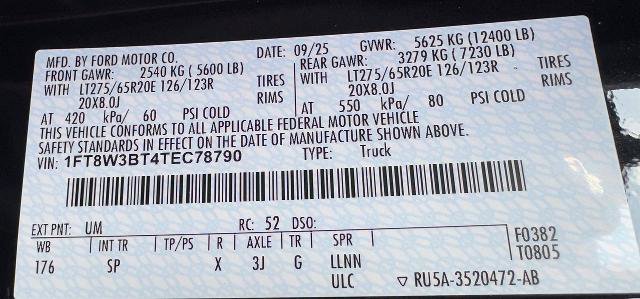 MFD. BY FORD MOTOR CO. DATE: 09/25 GVWR: 5625 KG (12400 LB)
FRONT GAWR: 2540 KG (5600 LB) REAR GAWR: 3279 KG (7230 LB)
WITH LT275/65R20E 126/123R TIRES WITH LT275/65R20E 126/123R TIRES
20X8.0J RIMS 20X8.0J RIMS
AT 420 kPa/ 60 PSI COLD AT 550 kPa/ 80 PSI COLD
THIS VEHICLE CONFORMS TO ALL APPLICABLE FEDERAL MOTOR VEHICLE
SAFETY STANDARDS IN EFFECT ON THE DATE OF MANUFACTURE SHOWN ABOVE.
VIN: 1FT8W3BT4TEC78790 TYPE: Truck
EXT PNT: UM RC: 52 DSO:
WB INT TR TP/PS R AXLE TR SPR F0382
176 SP X 3J G LLNN T0805
ULC ▽ RU5A-3520472-AB